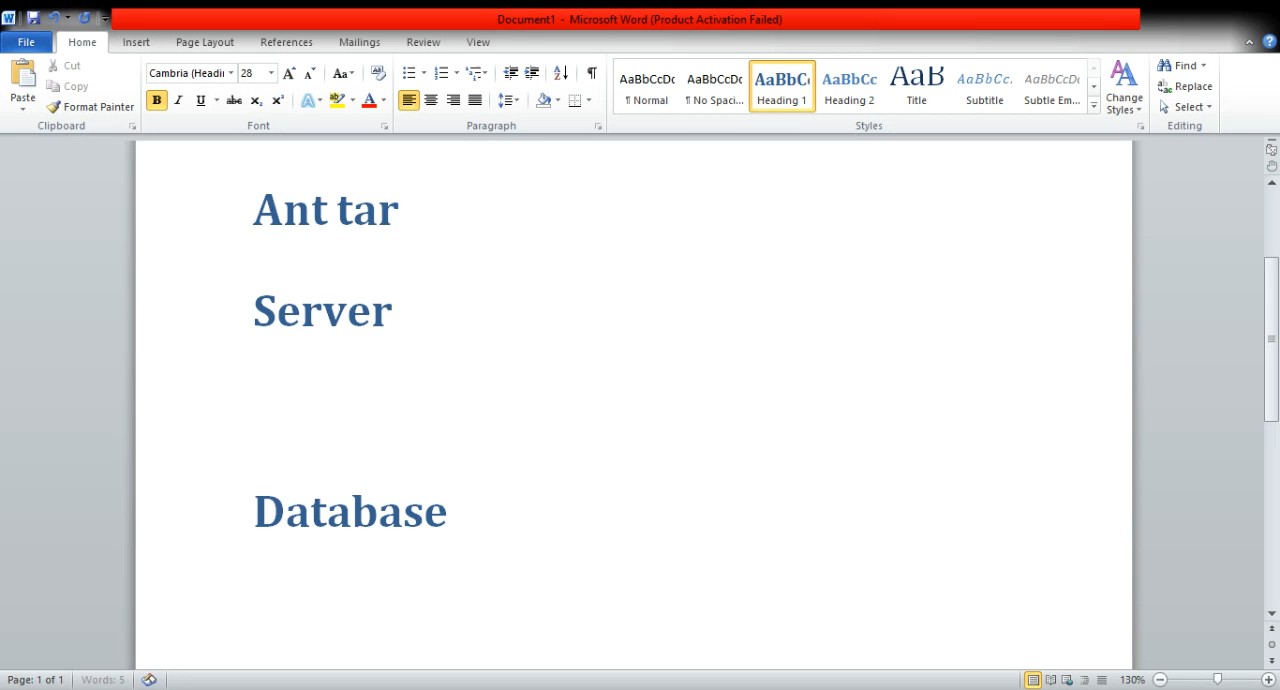 Document1 - Microsoft Word (Product Activation Failed)
File Home Insert Page Layout References Mailings Review View
Paste
Cut
Copy
Format Painter
Clipboard
Cambria (Headi 28
Font
Paragraph
AaBbCcDc AaBbCcDc AaBbC AaBbCc AaB AaBbCc. AaBbCcDc
¶ Normal ¶ No Spaci... Heading 1 Heading 2 Title Subtitle Subtle Em...
Change Styles
Styles
Find
Replace
Select
Editing
Ant tar
Server
Database
Page: 1 of 1 Words: 5 130%